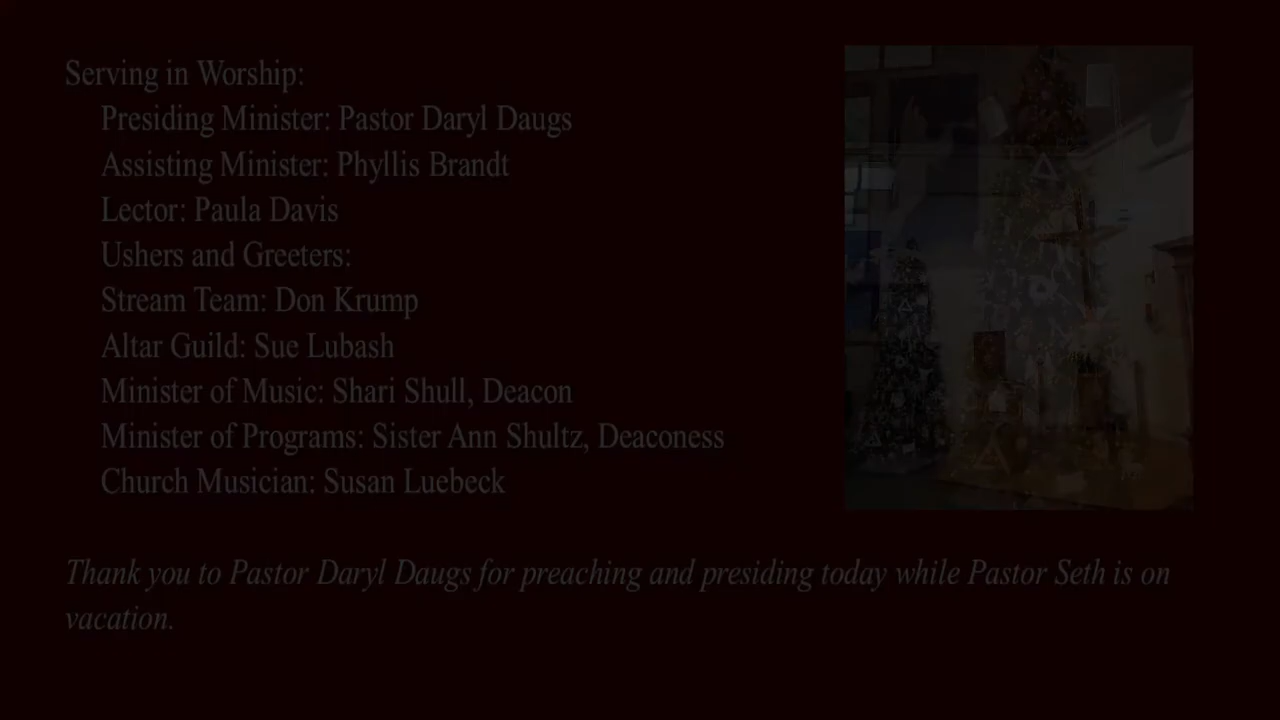 Serving in Worship:
Presiding Minister: Pastor Daryl Daugs
Assisting Minister: Phyllis Brandt
Lector: Paula Davis
Ushers and Greeters:
Stream Team: Don Krump
Altar Guild: Sue Lubash
Minister of Music: Shari Shull, Deacon
Minister of Programs: Sister Ann Shultz, Deaconess
Church Musician: Susan Luebeck
Thank you to Pastor Daryl Daugs for preaching and presiding today while Pastor Seth is on
vacation.